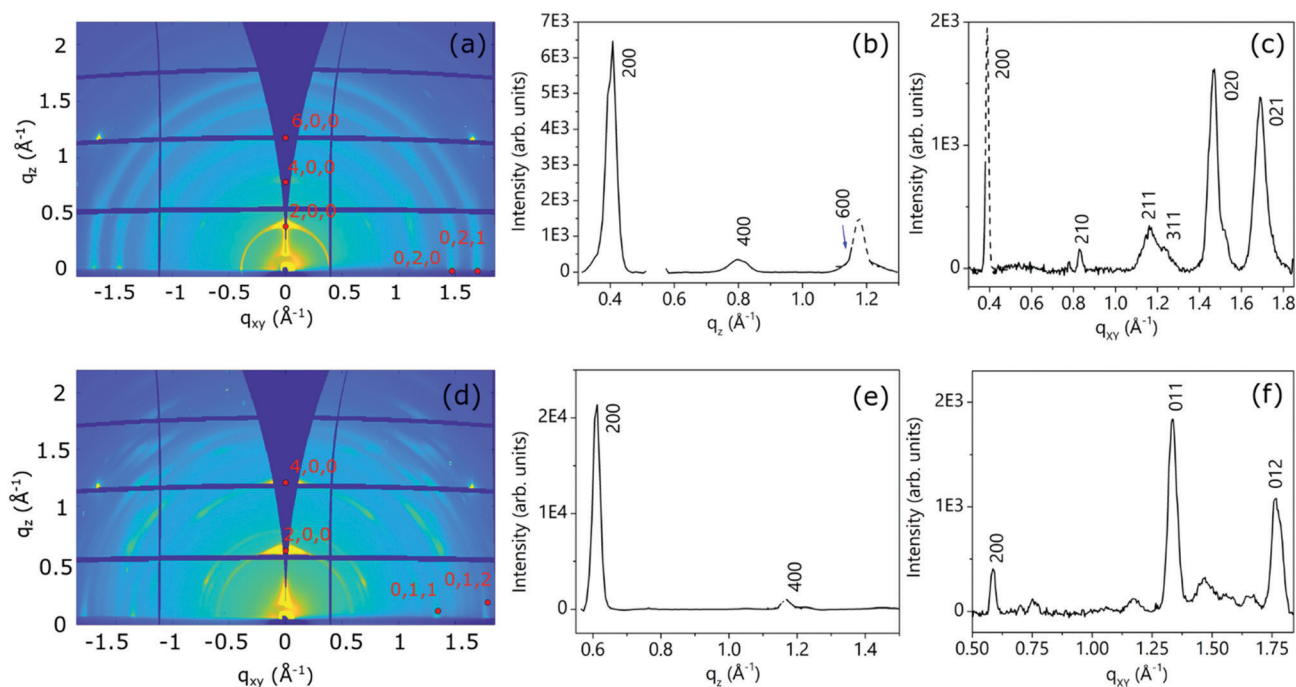 (a)
2
1.5
1
0.5
0
q_z (Å⁻¹)
6,0,0
4,0,0
2,0,0
0,2,1
0,2,0
-1.5 -1 -0.5 0 0.5 1 1.5
q_xy (Å⁻¹)
(b)
7E3
6E3
5E3
4E3
3E3
2E3
1E3
0
Intensity (arb. units)
200
400
600
0.4 0.6 0.8 1.0 1.2
q_z (Å⁻¹)
(c)
2E3
1E3
0
Intensity (arb. units)
200
210
211
311
020
021
0.4 0.6 0.8 1.0 1.2 1.4 1.6 1.8
q_XY (Å⁻¹)
(d)
2
1.5
1
0.5
0
q_z (Å⁻¹)
4,0,0
2,0,0
0,1,2
0,1,1
-1.5 -1 -0.5 0 0.5 1 1.5
q_xy (Å⁻¹)
(e)
2E4
1E4
0
Intensity (arb. units)
200
400
0.6 0.8 1.0 1.2 1.4
q_z (Å⁻¹)
(f)
2E3
1E3
0
Intensity (arb. units)
200
011
012
0.50 0.75 1.00 1.25 1.50 1.75
q_XY (Å⁻¹)